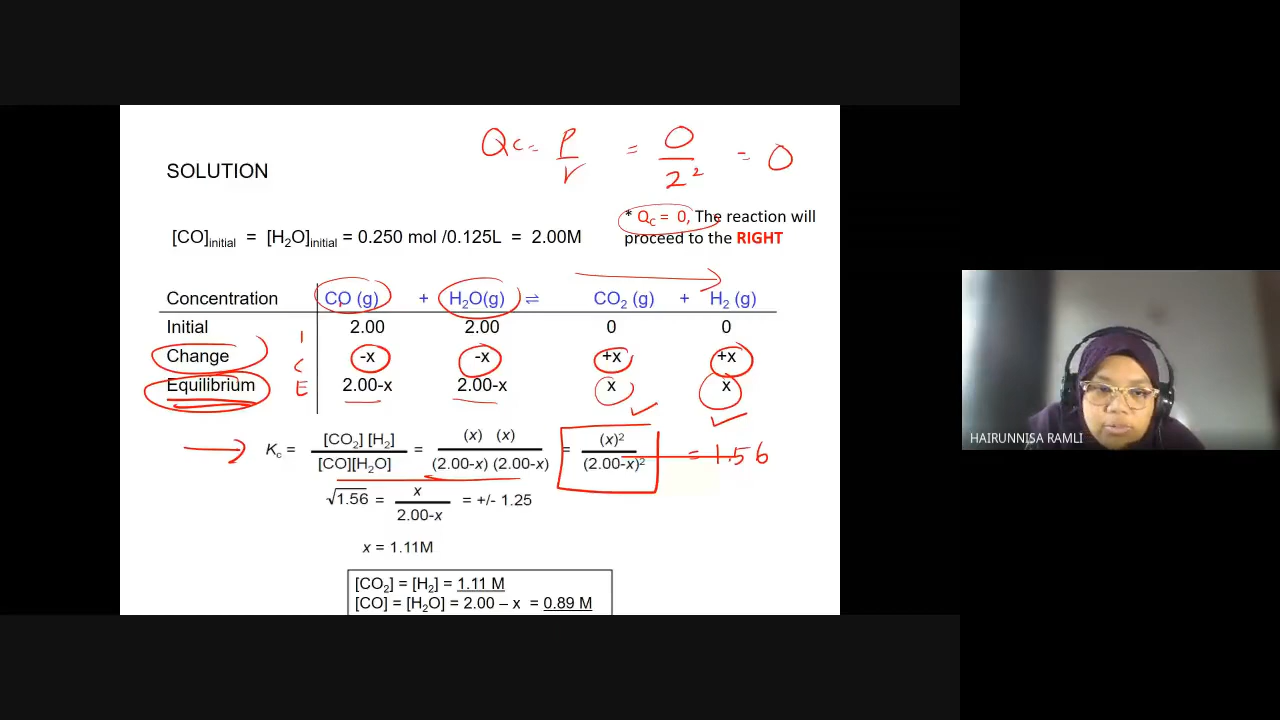 Qc = P/r = 0/2² = 0
SOLUTION
* Q_C = 0, The reaction will
proceed to the RIGHT
[CO]initial = [H₂O]initial = 0.250 mol /0.125L = 2.00M
Concentration CO (g) + H₂O(g) ⇌ CO₂ (g) + H₂ (g)
Initial 2.00 2.00 0 0
I
Change -x -x +x +x
C
Equilibrium 2.00-x 2.00-x x x
E
K_c = [CO₂] [H₂] / [CO][H₂O] = (x) (x) / (2.00-x) (2.00-x) = (x)² / (2.00-x)² = 1.56
√1.56 = x / 2.00-x = +/- 1.25
x = 1.11M
[CO₂] = [H₂] = 1.11 M
[CO] = [H₂O] = 2.00 – x = 0.89 M
HAIRUNNISA RAMLI